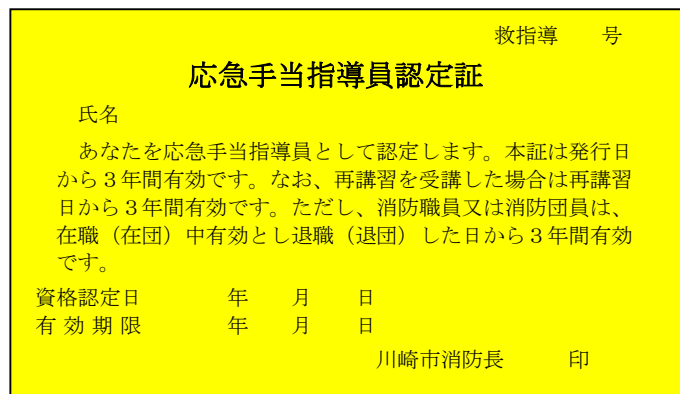 救指導　　号
応急手当指導員認定証
氏名
あなたを応急手当指導員として認定します。本証は発行日
から３年間有効です。なお、再講習を受講した場合は再講習
日から３年間有効です。ただし、消防職員又は消防団員は、
在職（在団）中有効とし退職（退団）した日から３年間有効
です。
資格認定日　　　　年　　月　　日
有 効 期 限　　　　年　　月　　日
川崎市消防長　　　印